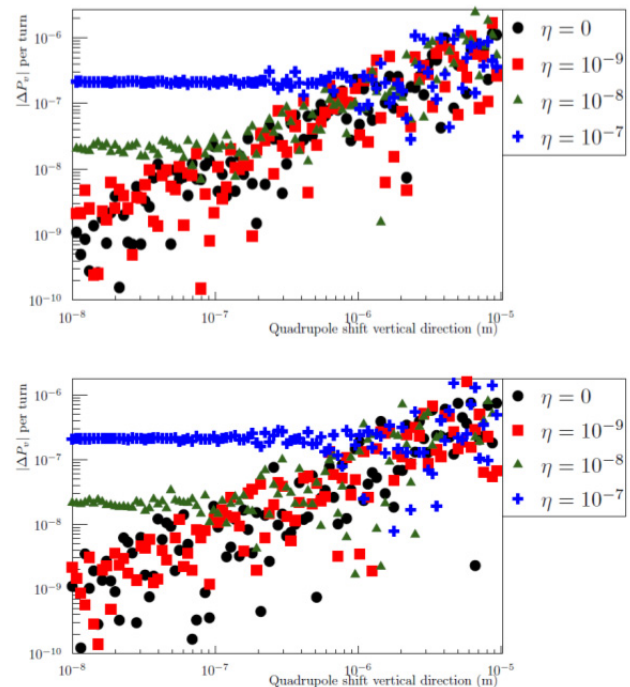 |ΔP_v| per turn
10^-6
10^-7
10^-8
10^-9
10^-10
10^-8
10^-7
10^-6
10^-5
Quadrupole shift vertical direction (m)
η = 0
η = 10^-9
η = 10^-8
η = 10^-7
|ΔP_v| per turn
10^-6
10^-7
10^-8
10^-9
10^-10
10^-8
10^-7
10^-6
10^-5
Quadrupole shift vertical direction (m)
η = 0
η = 10^-9
η = 10^-8
η = 10^-7